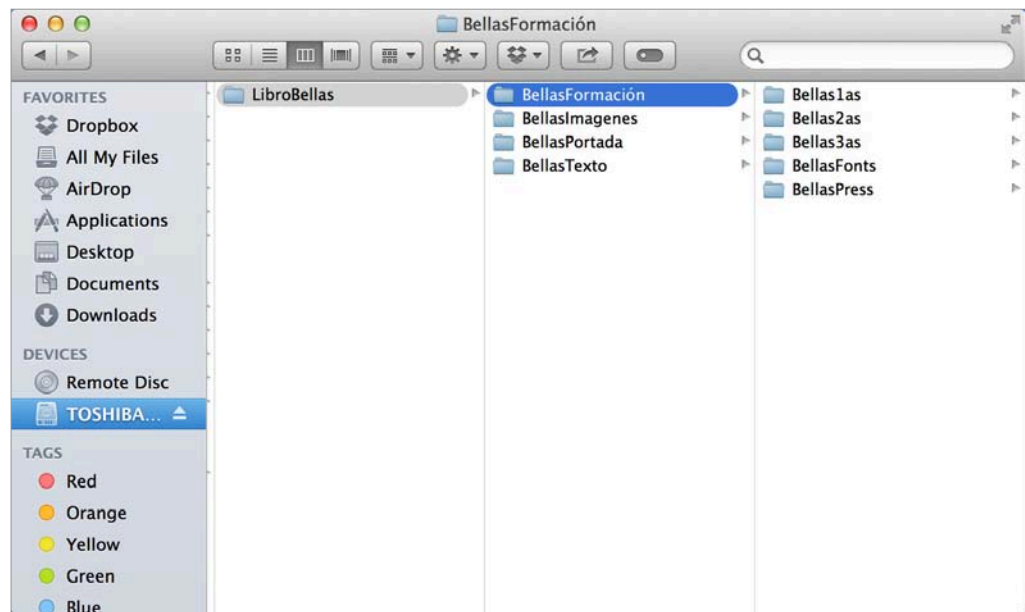 BellasFormación
FAVORITES
Dropbox
All My Files
AirDrop
Applications
Desktop
Documents
Downloads
DEVICES
Remote Disc
TOSHIBA...
TAGS
Red
Orange
Yellow
Green
Blue
LibroBellas
BellasFormación
BellasImagenes
BellasPortada
BellasTexto
Bellas1as
Bellas2as
Bellas3as
BellasFonts
BellasPress